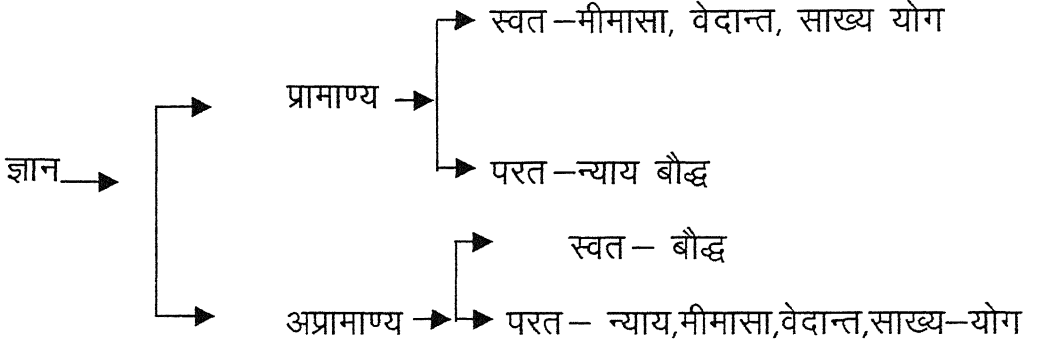 स्वत –मीमासा, वेदान्त, साख्य योग
प्रामाण्य
ज्ञान
परत –न्याय बौद्ध
स्वत – बौद्ध
अप्रामाण्य
परत – न्याय,मीमासा,वेदान्त,साख्य–योग